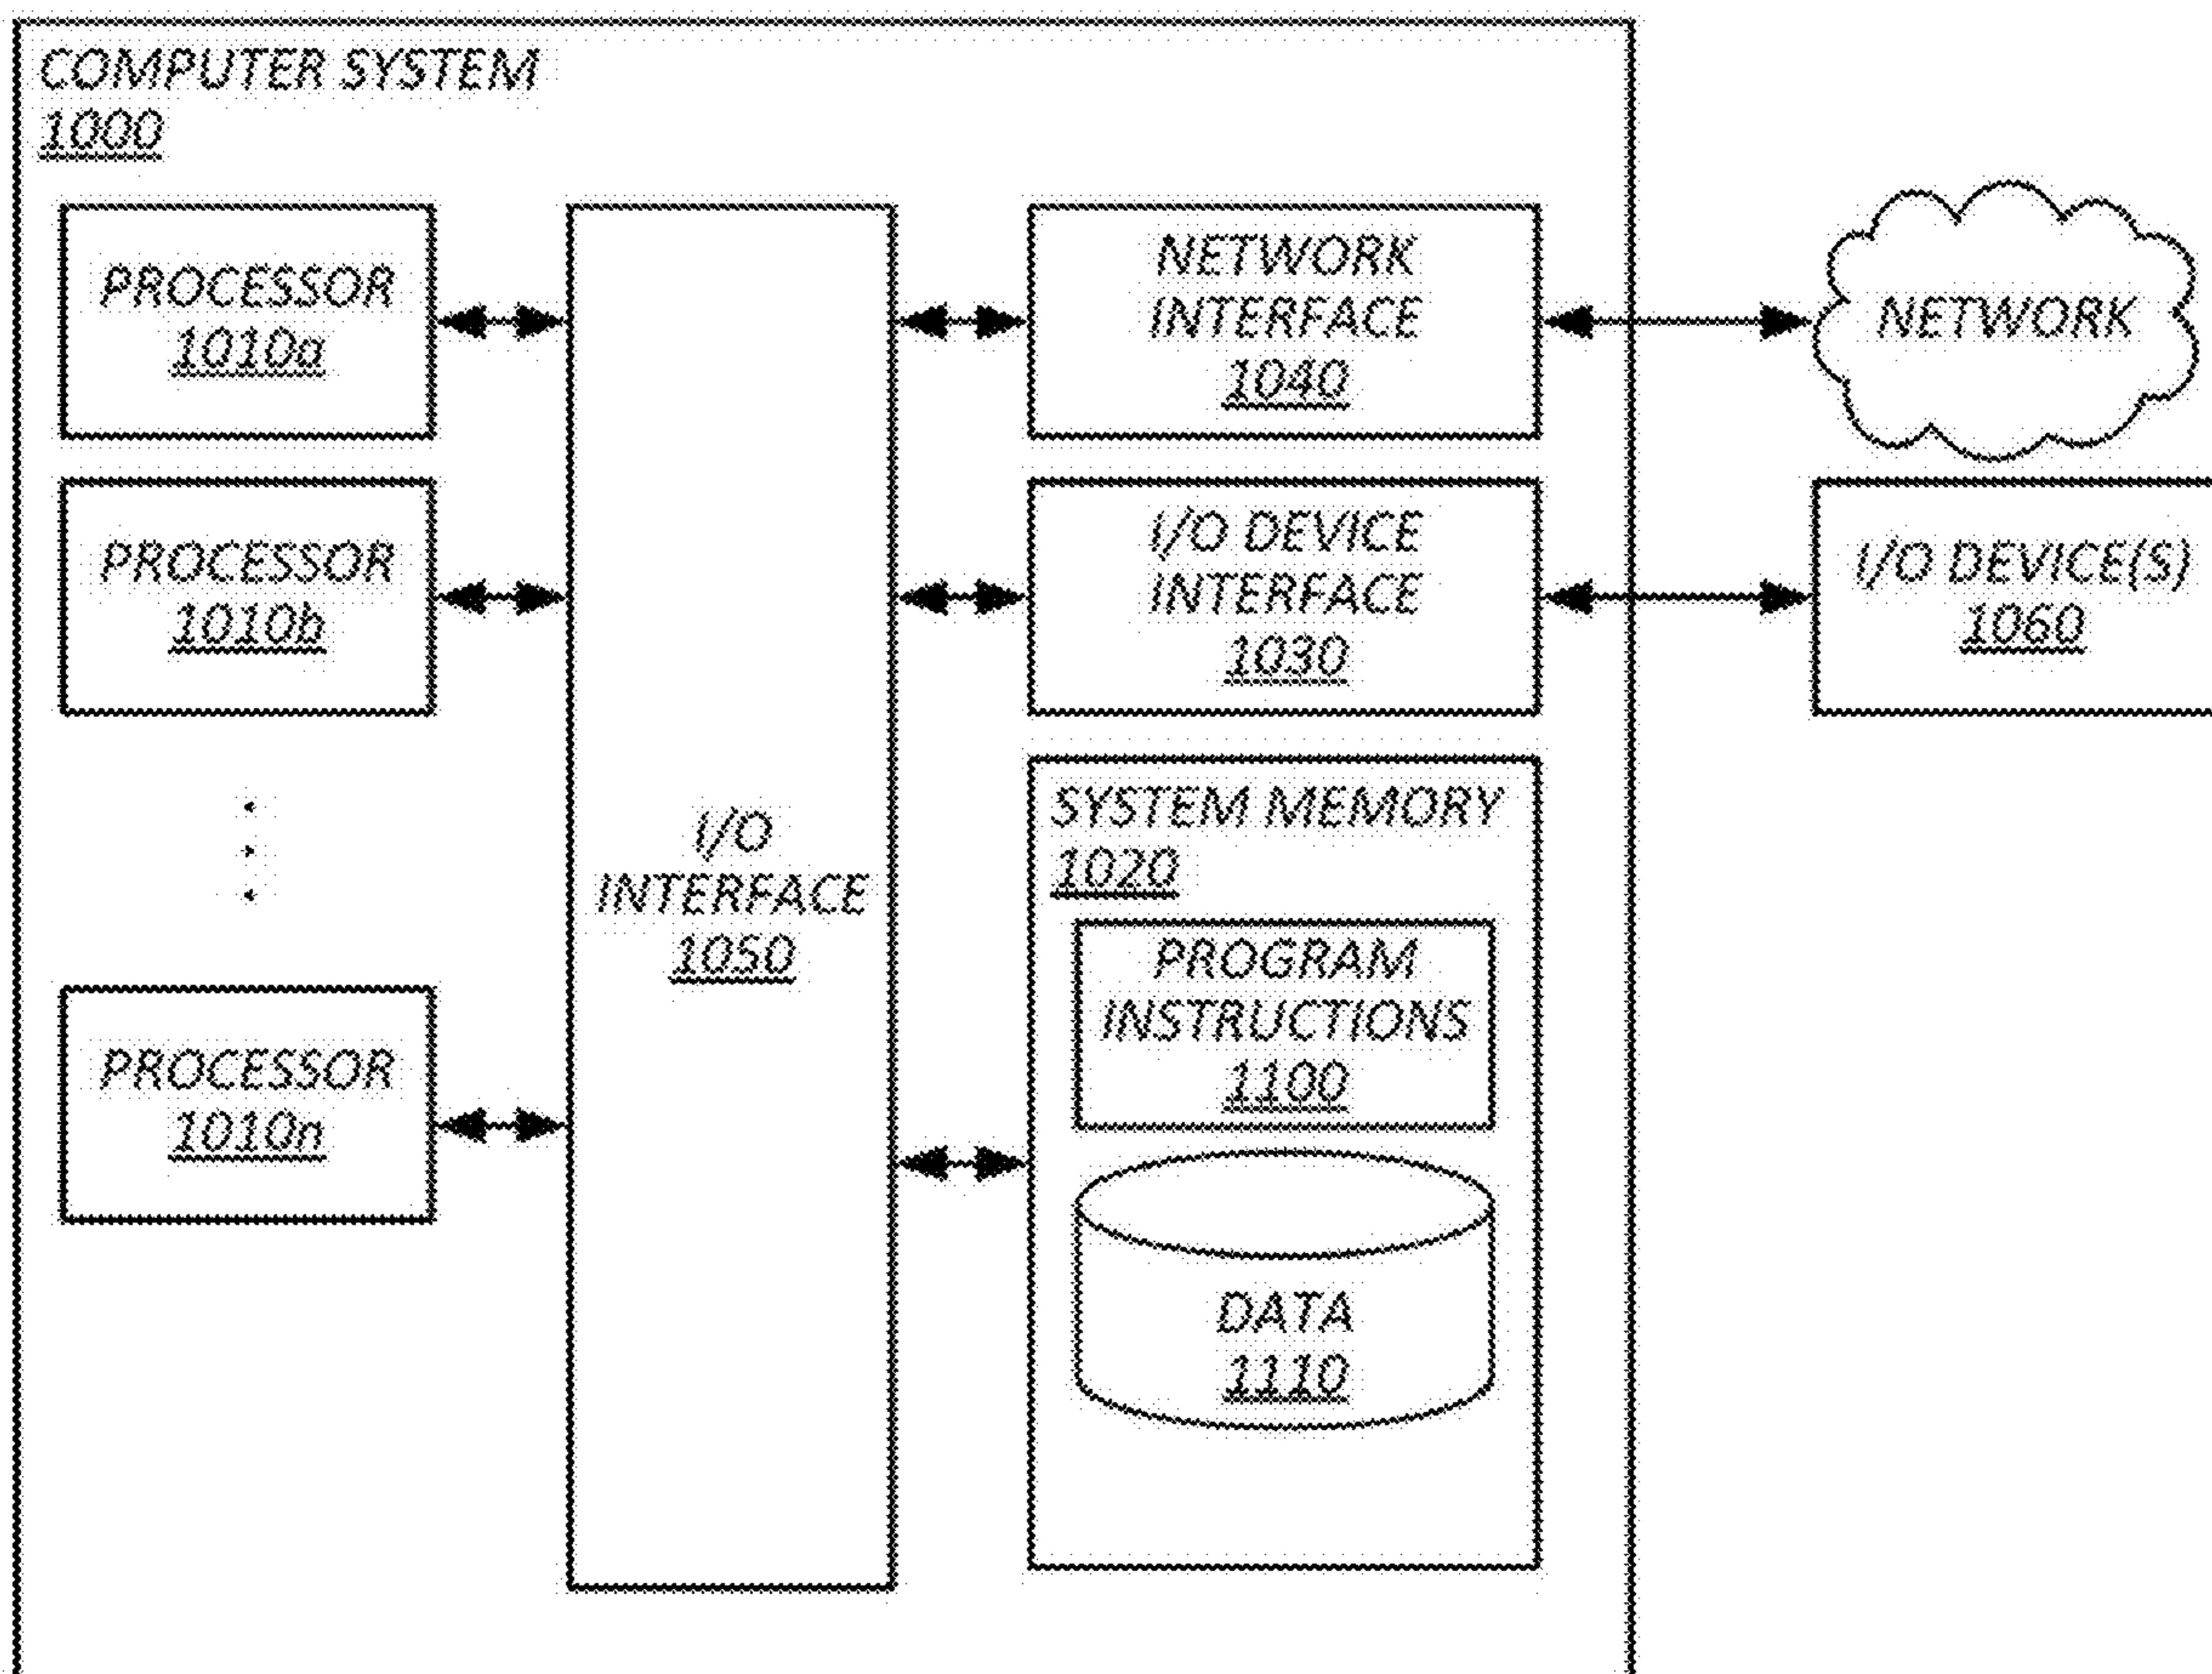 COMPUTER SYSTEM
1000
PROCESSOR
1010a
PROCESSOR
1010b
PROCESSOR
1010n
I/O
INTERFACE
1050
NETWORK
INTERFACE
1040
I/O DEVICE
INTERFACE
1030
SYSTEM MEMORY
1020
PROGRAM
INSTRUCTIONS
1100
DATA
1110
NETWORK
I/O DEVICE(S)
1060